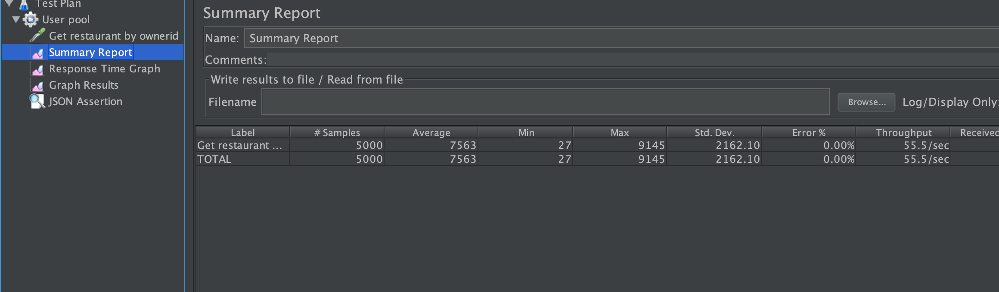 Test Plan
User pool
Get restaurant by ownerid
Summary Report
Response Time Graph
Graph Results
JSON Assertion
Summary Report
Name: Summary Report
Comments:
Write results to file / Read from file
Filename Browse... Log/Display Only:
Label # Samples Average Min Max Std. Dev. Error % Throughput Received
Get restaurant ... 5000 7563 27 9145 2162.10 0.00% 55.5/sec
TOTAL 5000 7563 27 9145 2162.10 0.00% 55.5/sec